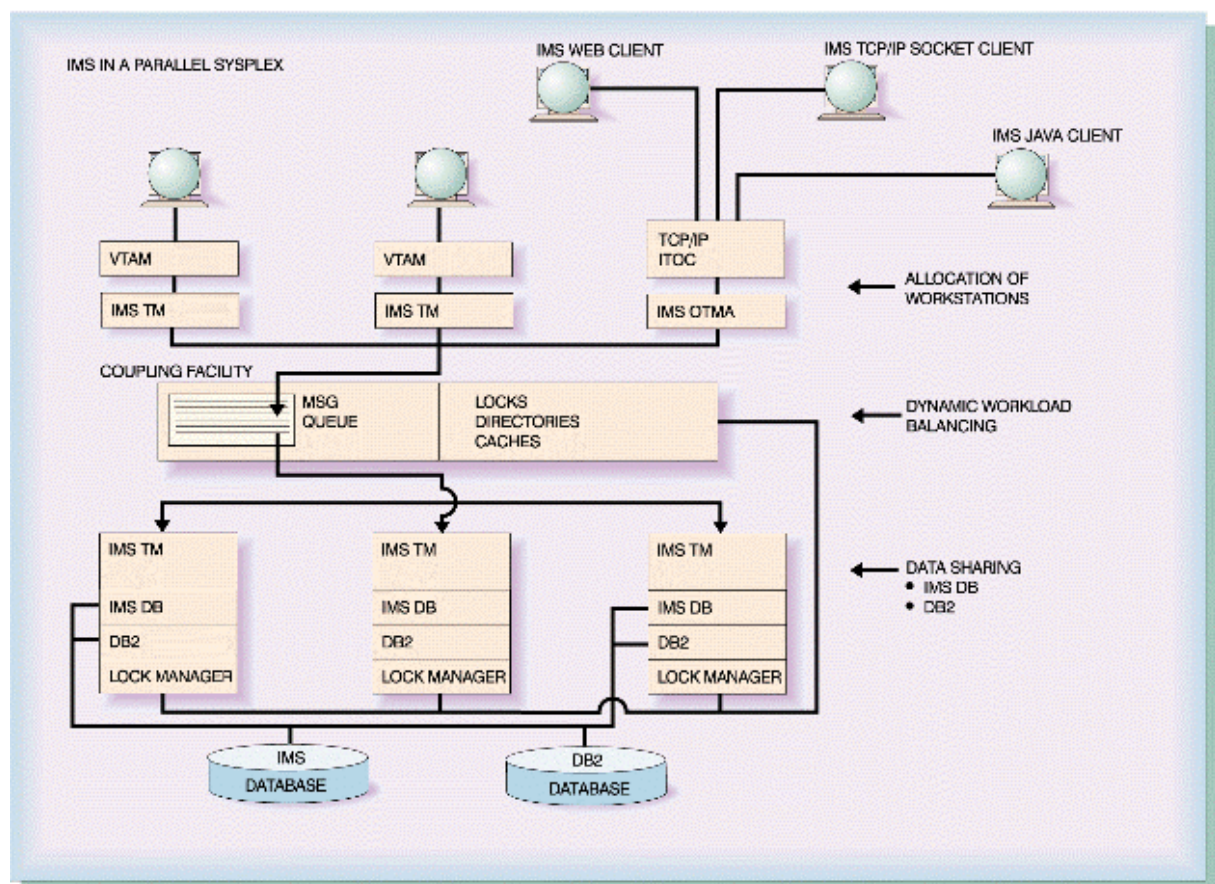 IMS IN A PARALLEL SYSPLEX
IMS WEB CLIENT
IMS TCP/IP SOCKET CLIENT
IMS JAVA CLIENT
VTAM
IMS TM
VTAM
IMS TM
TCP/IP
ITOC
IMS OTMA
ALLOCATION OF
WORKSTATIONS
COUPLING FACILITY
MSG
QUEUE
LOCKS
DIRECTORIES
CACHES
DYNAMIC WORKLOAD
BALANCING
IMS TM
IMS DB
DB2
LOCK MANAGER
IMS TM
IMS DB
DB2
LOCK MANAGER
IMS TM
IMS DB
DB2
LOCK MANAGER
DATA SHARING
• IMS DB
• DB2
IMS
DATABASE
DB2
DATABASE